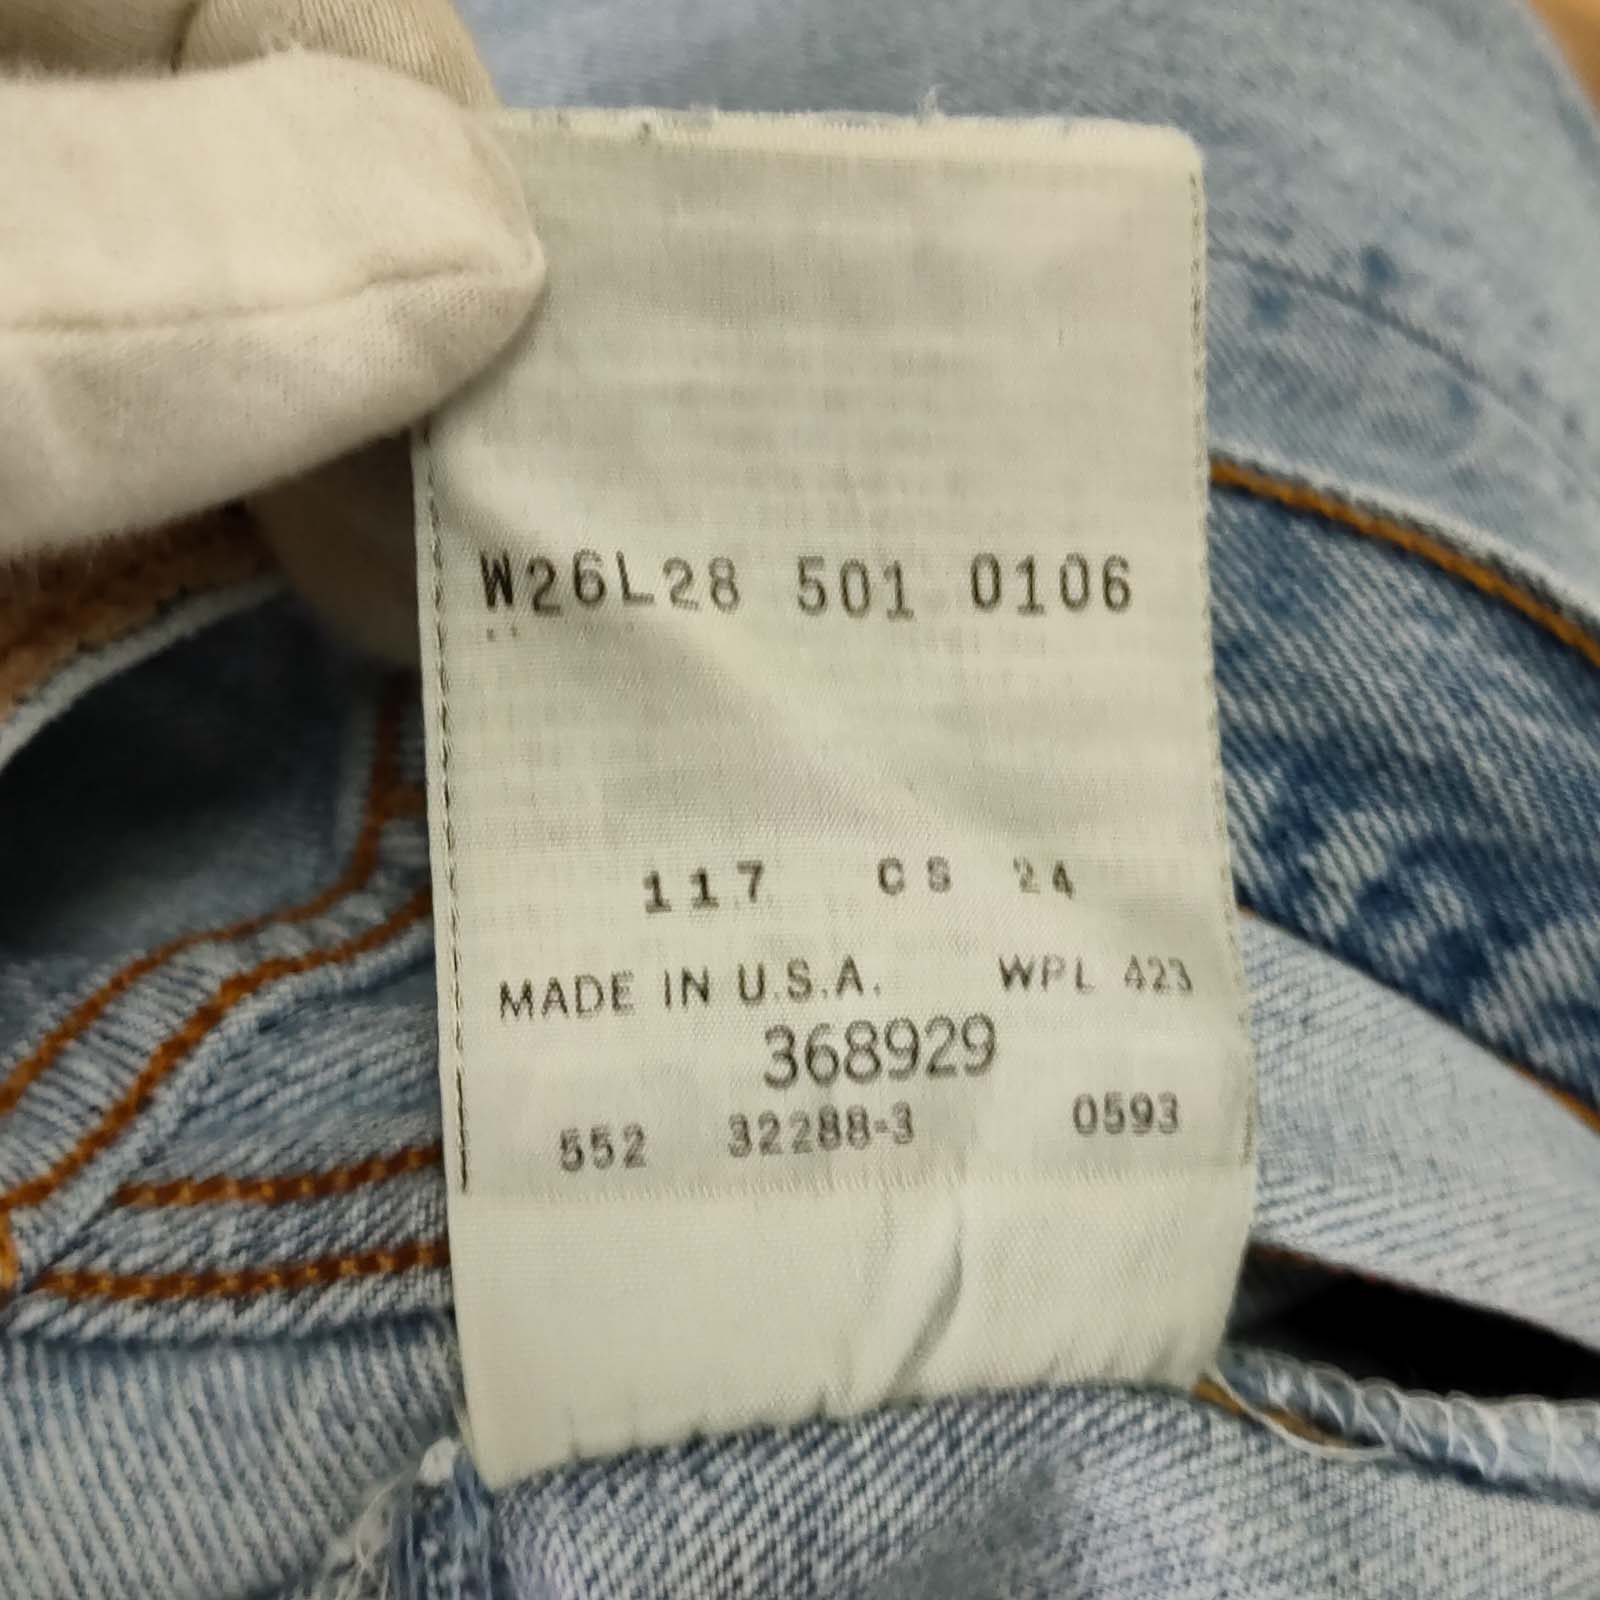 W26L28 501 0106
117 CS 24
MADE IN U.S.A. WPL 423
368929
552 32288-3 0593